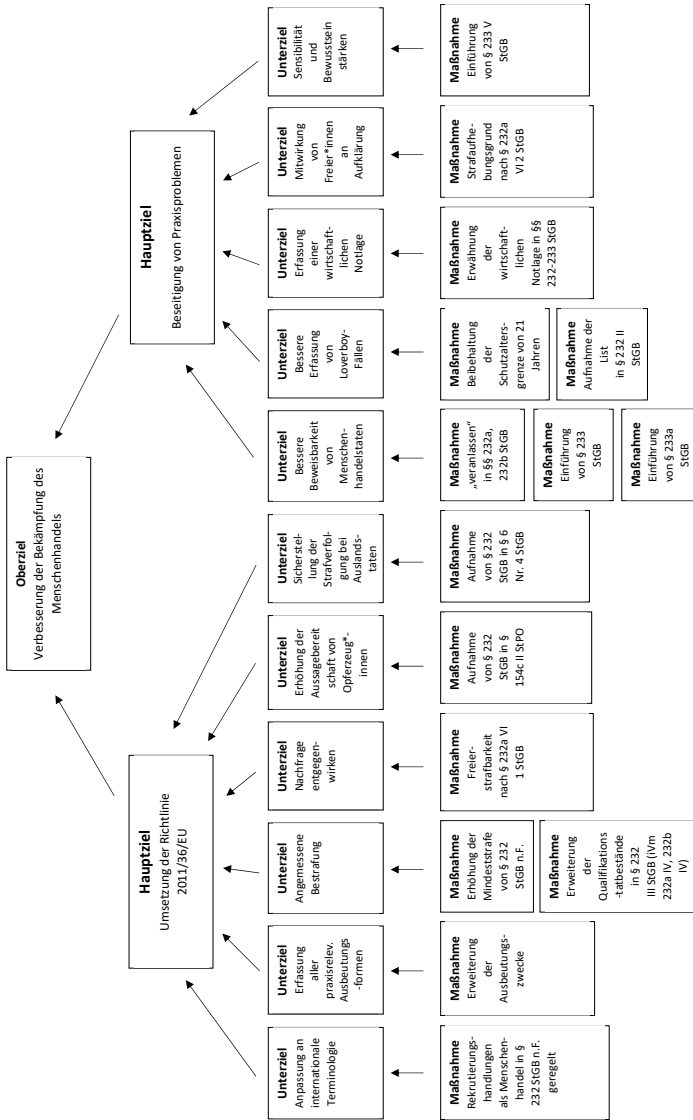 Oberziel
Verbesserung der Bekämpfung des
Menschenhandels
Hauptziel
Umsetzung der Richtlinie
2011/36/EU
Hauptziel
Beseitigung von Praxisproblemen
Unterziel
Anpassung an
internationale
Terminologie
Unterziel
Erfassung
aller
praxisrelev.
Ausbeutungs
-formen
Unterziel
Angemessene
Bestrafung
Unterziel
Nachfrage
entgegen-
wirken
Unterziel
Erhöhung der
Aussagebereit
schaft von
Opferzeug*-
innen
Unterziel
Sicherstel-
lung der
Strafverfol-
gung bei
Auslands-
taten
Unterziel
Bessere
Beweisbarkeit
von
Menschen-
handelstaten
Unterziel
Bessere
Erfassung
von
Loverboy-
Fällen
Unterziel
Erfassung
einer
wirtschaft-
lichen
Notlage
Unterziel
Mitwirkung
von
Freier*innen
an
Aufklärung
Unterziel
Sensibilität
und
Bewusstsein
stärken
Maßnahme
Rekrutierungs-
handlungen
als Menschen-
handel in §
232 StGB n.F.
geregelt
Maßnahme
Erweiterung
der
Ausbeutungs-
zwecke
Maßnahme
Erhöhung der
Mindeststrafe
von § 232
StGB n.F.
Maßnahme
Erweiterung
der
Qualifikations
-tatbestände
in § 232
III StGB (iVm
232a IV, 232b
IV)
Maßnahme
Freier-
strafbarkeit
nach § 232a VI
1 StGB
Maßnahme
Aufnahme
von § 232
StGB in §
154c II StPO
Maßnahme
Aufnahme
von § 232
StGB in § 6
Nr. 4 StGB
Maßnahme
„veranlassen“
in §§ 232a,
232b StGB
Maßnahme
Einführung
von § 233
StGB
Maßnahme
Einführung
von § 233a
StGB
Maßnahme
Beibehaltung
der
Schutzalters-
grenze von 21
Jahren
Maßnahme
Aufnahme der
List
in § 232 II
StGB
Maßnahme
Erwähnung
der
wirtschaft-
lichen
Notlage in §§
232-233 StGB
Maßnahme
Strafaufhe-
bungsgrund
nach § 232a
VI 2 StGB
Maßnahme
Einführung
von § 233 V
StGB